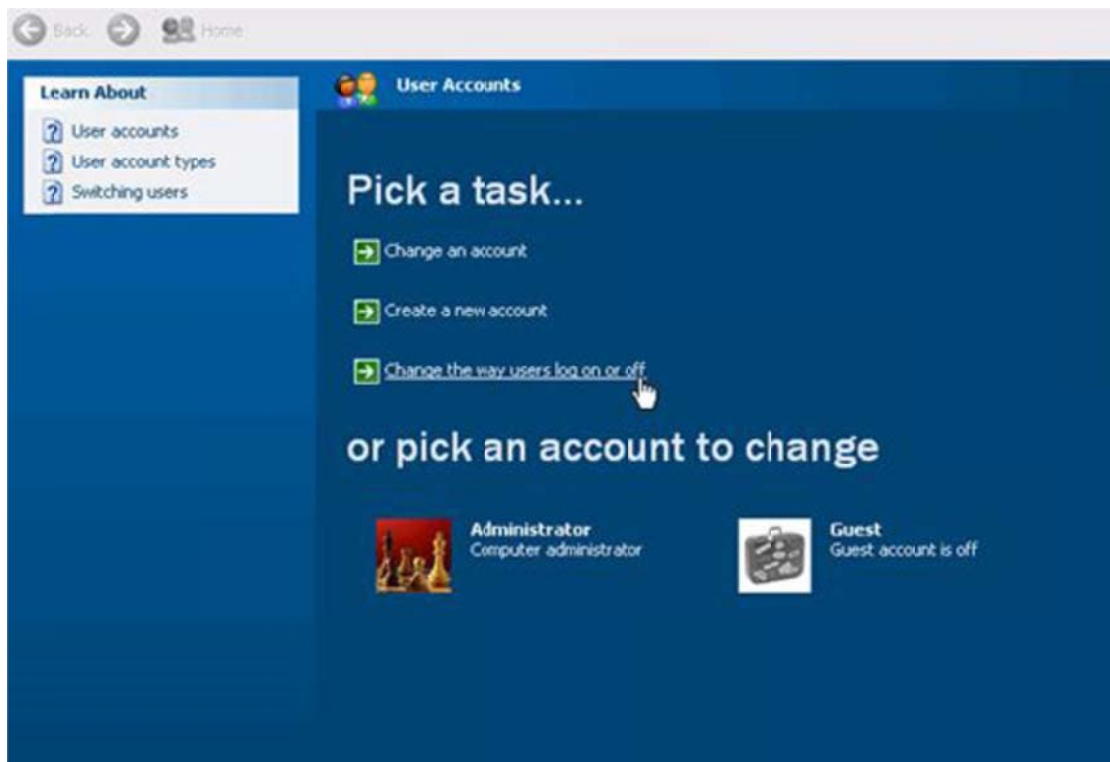 Back
Home
Learn About
User accounts
User account types
Switching users
User Accounts
Pick a task...
Change an account
Create a new account
Change the way users log on or off
or pick an account to change
Administrator
Computer administrator
Guest
Guest account is off